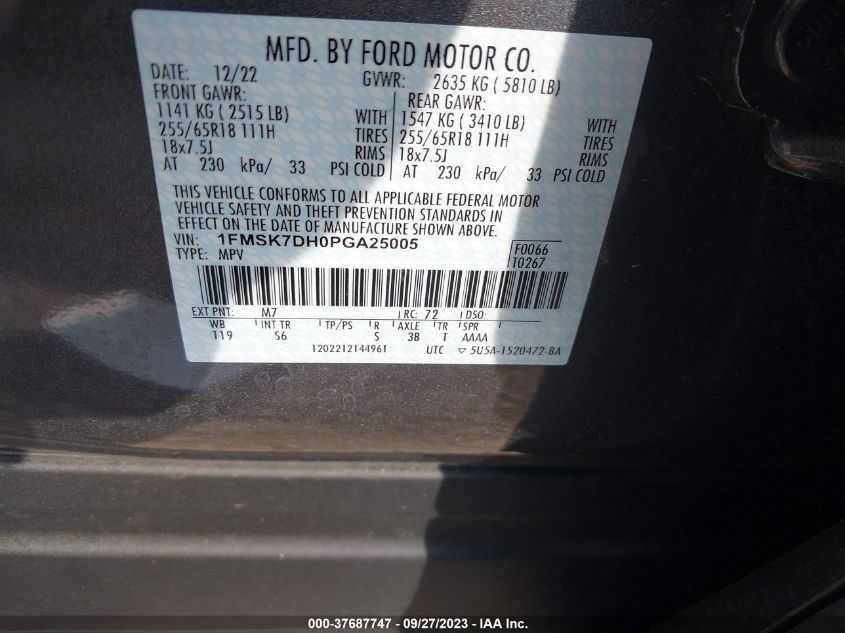 MFD. BY FORD MOTOR CO.
DATE: 12/22 GVWR: 2635 KG ( 5810 LB)
FRONT GAWR: REAR GAWR:
1141 KG ( 2515 LB) WITH 1547 KG ( 3410 LB) WITH
255/65R18 111H TIRES 255/65R18 111H TIRES
18x7.5J RIMS 18x7.5J RIMS
AT 230 kPa/ 33 PSI COLD AT 230 kPa/ 33 PSI COLD
THIS VEHICLE CONFORMS TO ALL APPLICABLE FEDERAL MOTOR
VEHICLE SAFETY AND THEFT PREVENTION STANDARDS IN
EFFECT ON THE DATE OF MANUFACTURE SHOWN ABOVE.
VIN: 1FMSK7DH0PGA25005 F0066
TYPE: MPV T0267
EXT PNT: M7 RC: 72 DSO:
WB INT TR TP/PS R AXLE TR SPR
119 S6 S 3B T AAAA
1202212144961 UTC ▽ 5U5A-1520472-BA
000-37687747 - 09/27/2023 - IAA Inc.